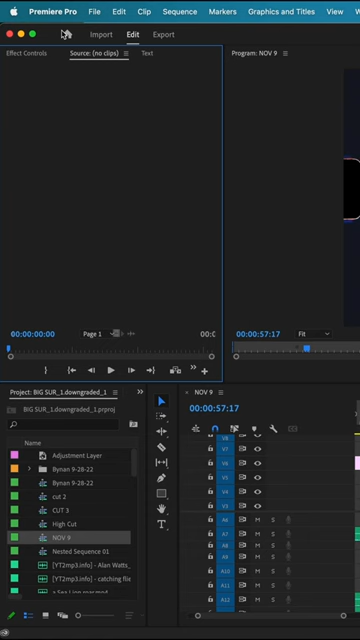 Premiere Pro File Edit Clip Sequence Markers Graphics and Titles View
Import Edit Export
Effect Controls Source: (no clips) Text
Program: NOV 9
00:00:00:00 Page 1
00:00:57:17 Fit
Project: BIG SUR_1.downgraded_1
BIG SUR_1.downgraded_1.prproj
Name
Adjustment Layer
Bynan 9-28-22
Bynan 9-28-22
cut 2
CUT 3
High Cut
NOV 9
Nested Sequence 01
[YT2mp3.info] - Alan Watts_
[YT2mp3.info] - catching flie
NOV 9
00:00:57:17
V8
V7
V6
V5
V4
V3
A6 M S
A7 M S
A8 M S
A9 M S
A10 M S
A11 M S
A12 M S